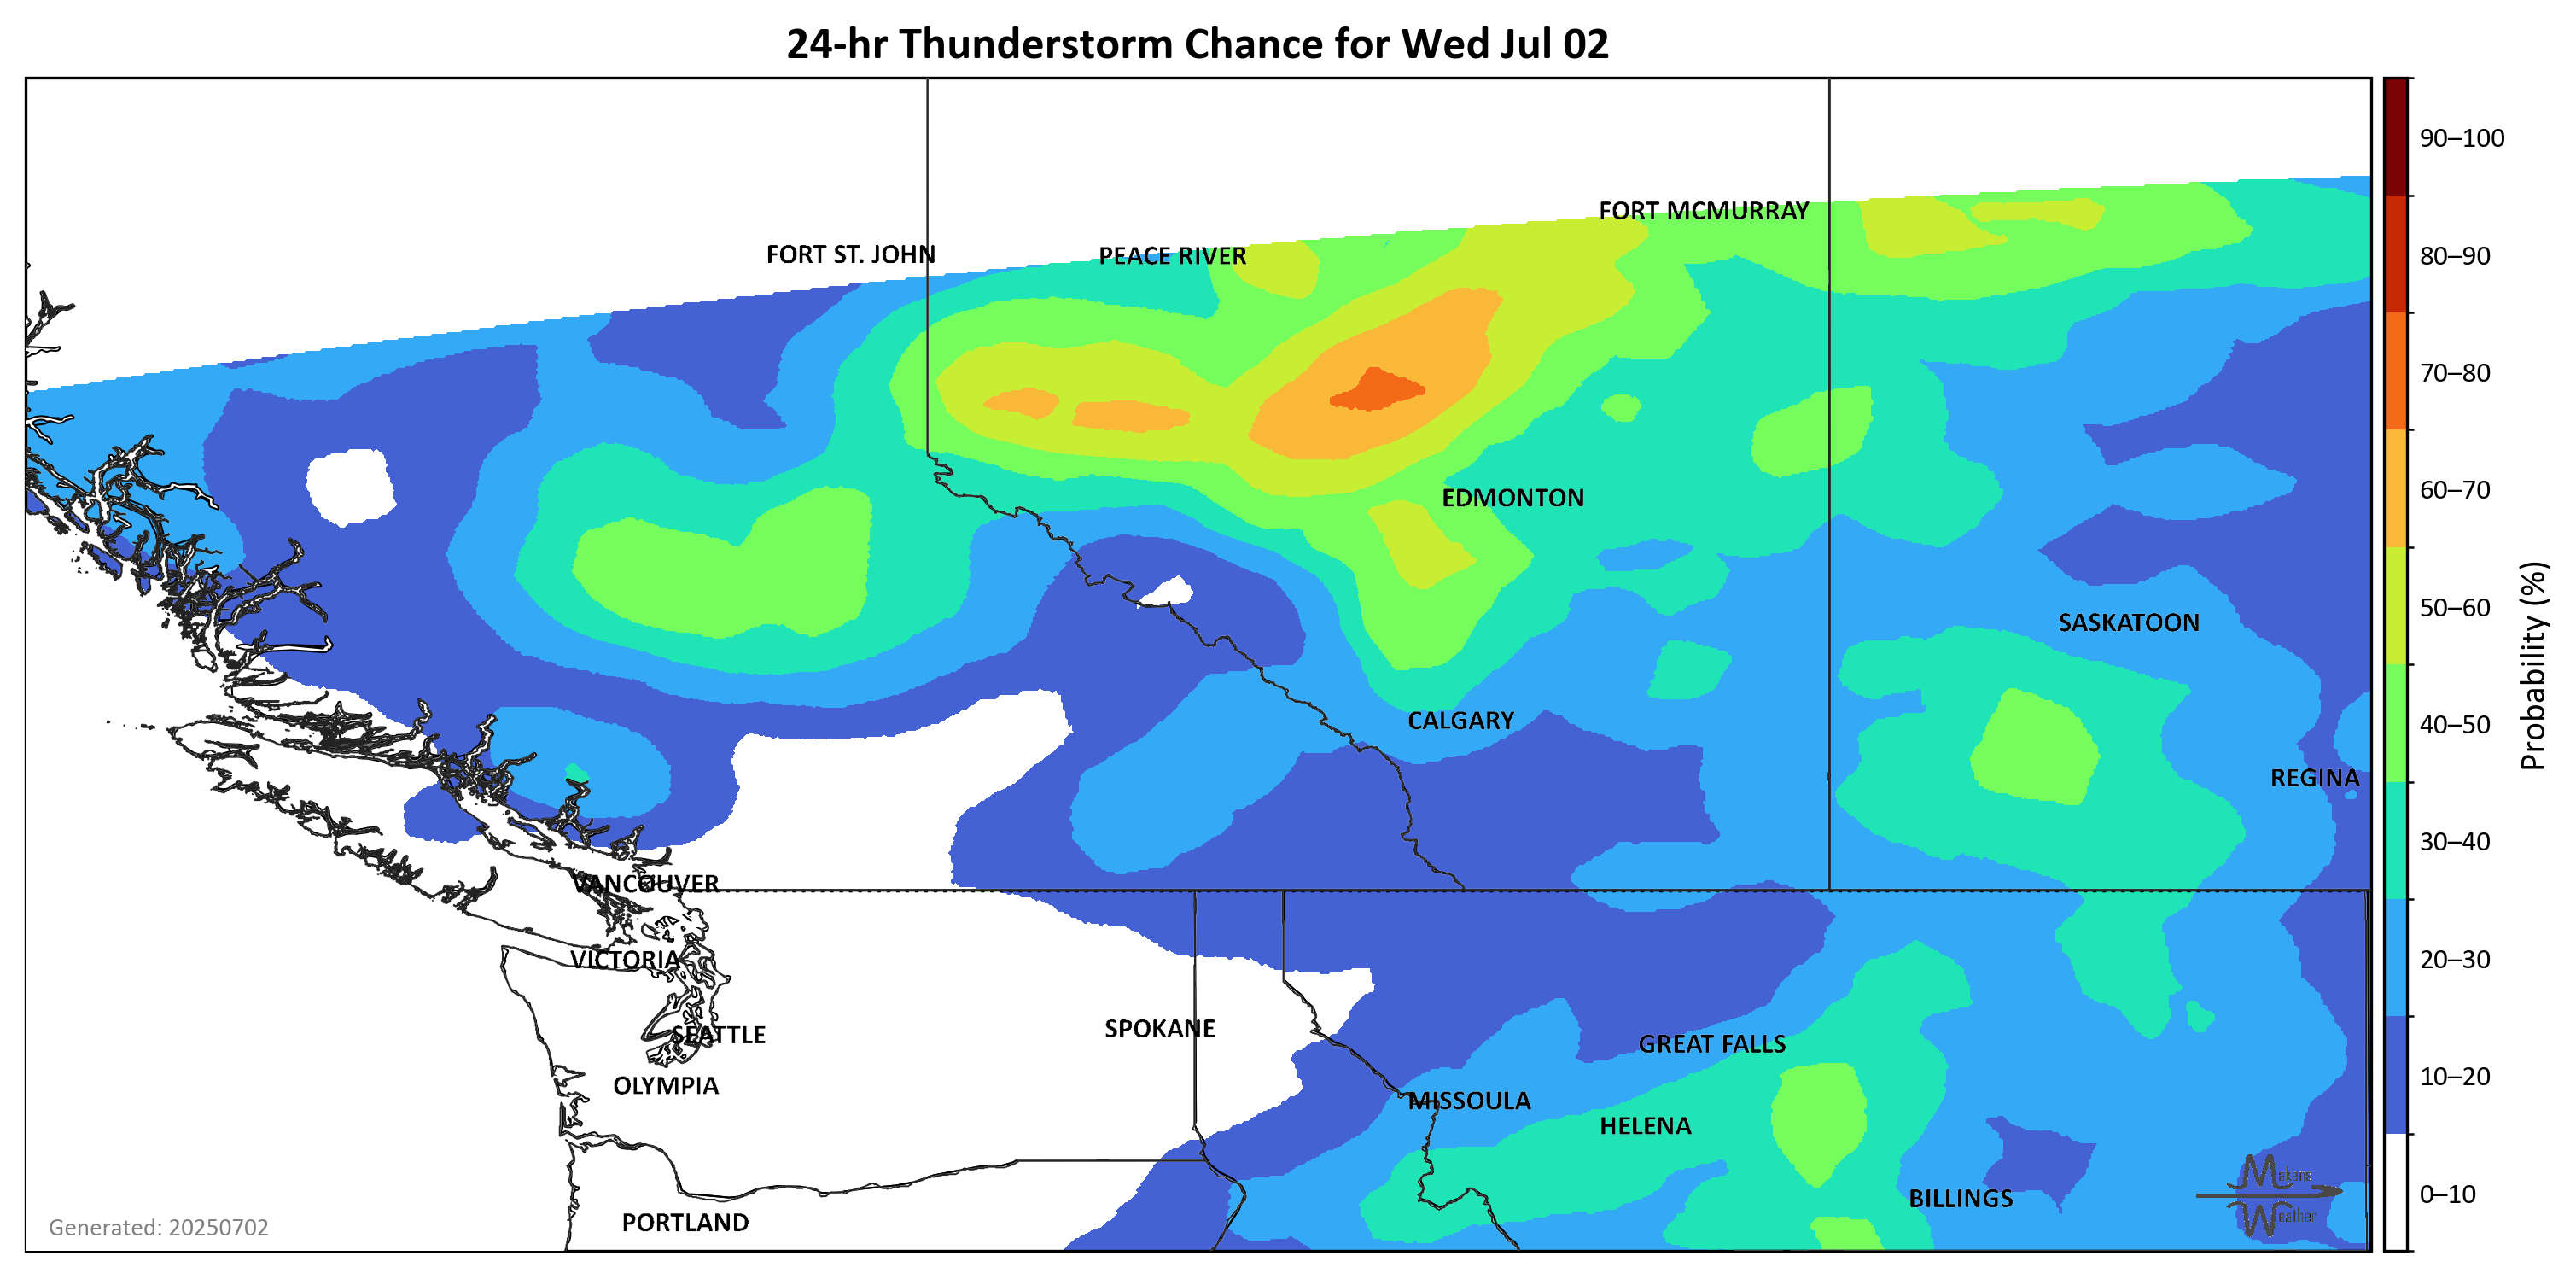 24-hr Thunderstorm Chance for Wed Jul 02
FORT MCMURRAY
FORT ST. JOHN
PEACE RIVER
EDMONTON
SASKATOON
CALGARY
REGINA
VANCOUVER
VICTORIA
SEATTLE
SPOKANE
GREAT FALLS
OLYMPIA
MISSOULA
HELENA
BILLINGS
PORTLAND
Generated: 20250702
Mekens
Weather
90–100
80–90
70–80
60–70
50–60
40–50
30–40
20–30
10–20
0–10
Probability (%)